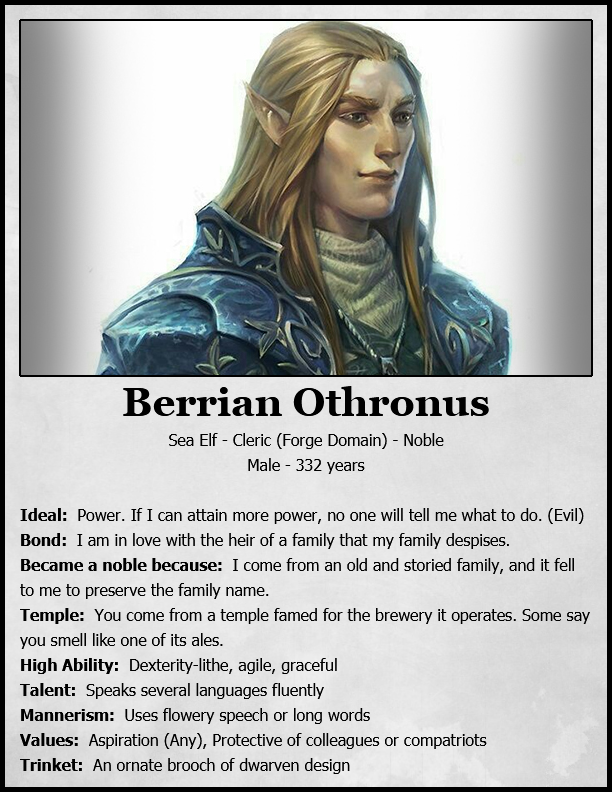 Berrian Othronus
Sea Elf - Cleric (Forge Domain) - Noble
Male - 332 years
Ideal: Power. If I can attain more power, no one will tell me what to do. (Evil)
Bond: I am in love with the heir of a family that my family despises.
Became a noble because: I come from an old and storied family, and it fell
to me to preserve the family name.
Temple: You come from a temple famed for the brewery it operates. Some say
you smell like one of its ales.
High Ability: Dexterity-lithe, agile, graceful
Talent: Speaks several languages fluently
Mannerism: Uses flowery speech or long words
Values: Aspiration (Any), Protective of colleagues or compatriots
Trinket: An ornate brooch of dwarven design